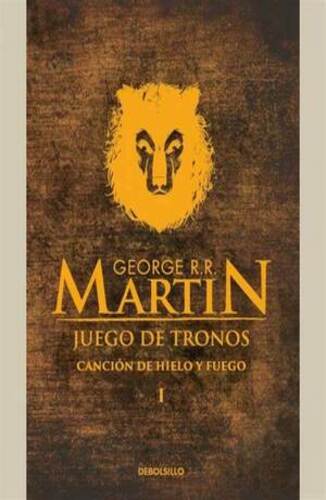 GEORGE R.R.
MARTIN
JUEGO DE TRONOS
CANCIÓN DE HIELO Y FUEGO
I
DEBOLSILLO